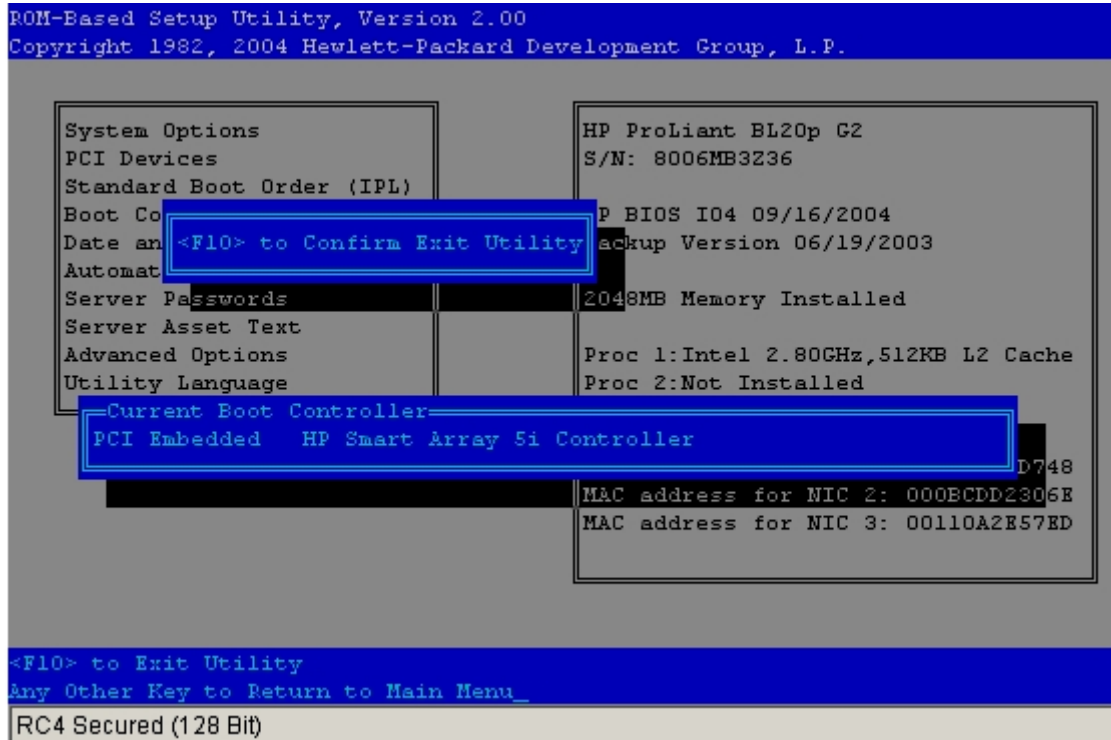 ROM-Based Setup Utility, Version 2.00
Copyright 1982, 2004 Hewlett-Packard Development Group, L.P.
System Options
PCI Devices
Standard Boot Order (IPL)
Boot Co
Date an
Automat
Server Passwords
Server Asset Text
Advanced Options
Utility Language
<F10> to Confirm Exit Utility
HP ProLiant BL20p G2
S/N: 8006MB3Z36
P BIOS I04 09/16/2004
ackup Version 06/19/2003
2048MB Memory Installed
Proc 1:Intel 2.80GHz,512KB L2 Cache
Proc 2:Not Installed
Current Boot Controller
PCI Embedded HP Smart Array 5i Controller
D748
MAC address for NIC 2: 000BCDD2306E
MAC address for NIC 3: 00110A2E57ED
<F10> to Exit Utility
Any Other Key to Return to Main Menu_
RC4 Secured (128 Bit)